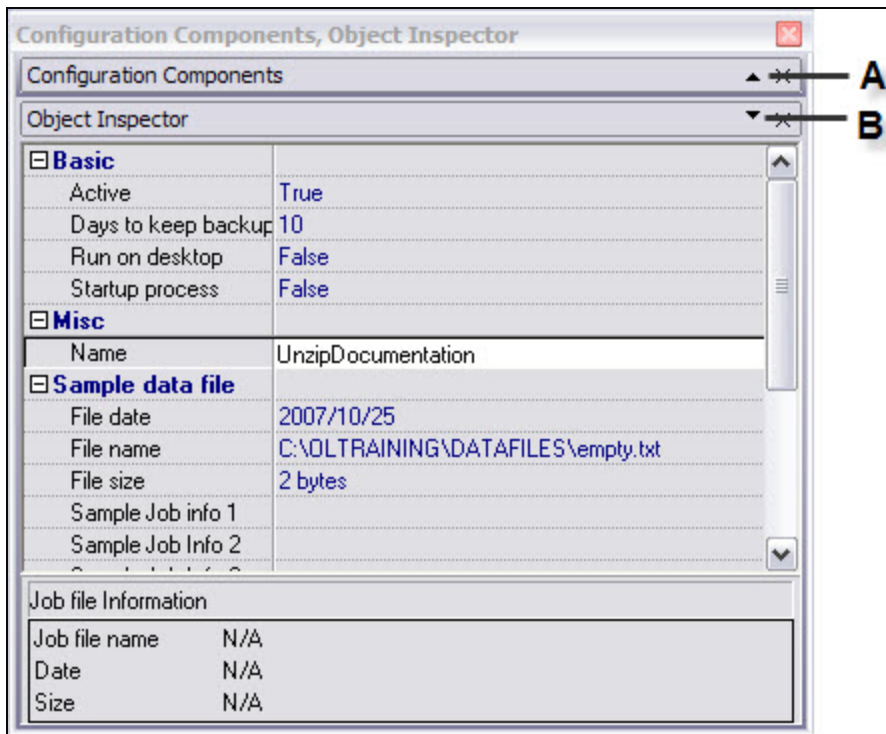 Configuration Components, Object Inspector
Configuration Components
A
Object Inspector
B
Basic
Active True
Days to keep backup 10
Run on desktop False
Startup process False
Misc
Name UnzipDocumentation
Sample data file
File date 2007/10/25
File name C:\OLTRAINING\DATAFILES\empty.txt
File size 2 bytes
Sample Job info 1
Sample Job Info 2
Job file Information
Job file name N/A
Date N/A
Size N/A